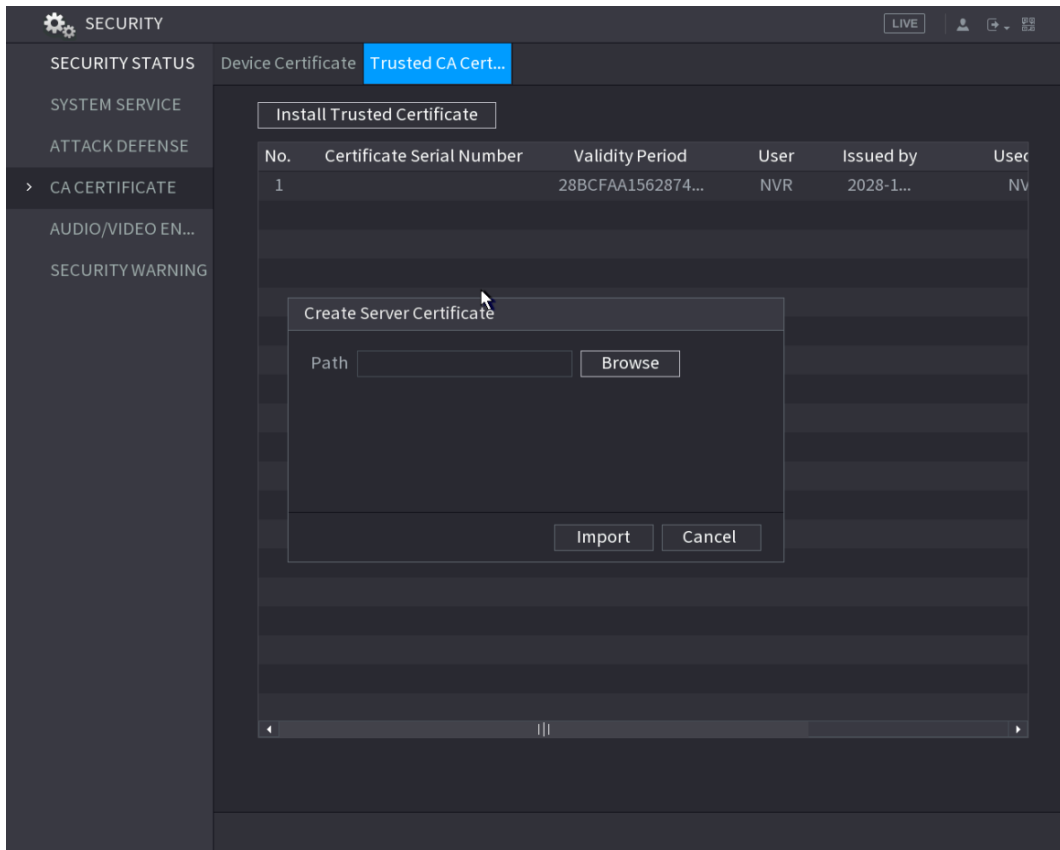 SECURITY
LIVE
SECURITY STATUS
SYSTEM SERVICE
ATTACK DEFENSE
> CA CERTIFICATE
AUDIO/VIDEO EN...
SECURITY WARNING
Device Certificate Trusted CA Cert...
Install Trusted Certificate
No. Certificate Serial Number Validity Period User Issued by Used
1 28BCFAA1562874... NVR 2028-1... NV
Create Server Certificate
Path Browse
Import Cancel